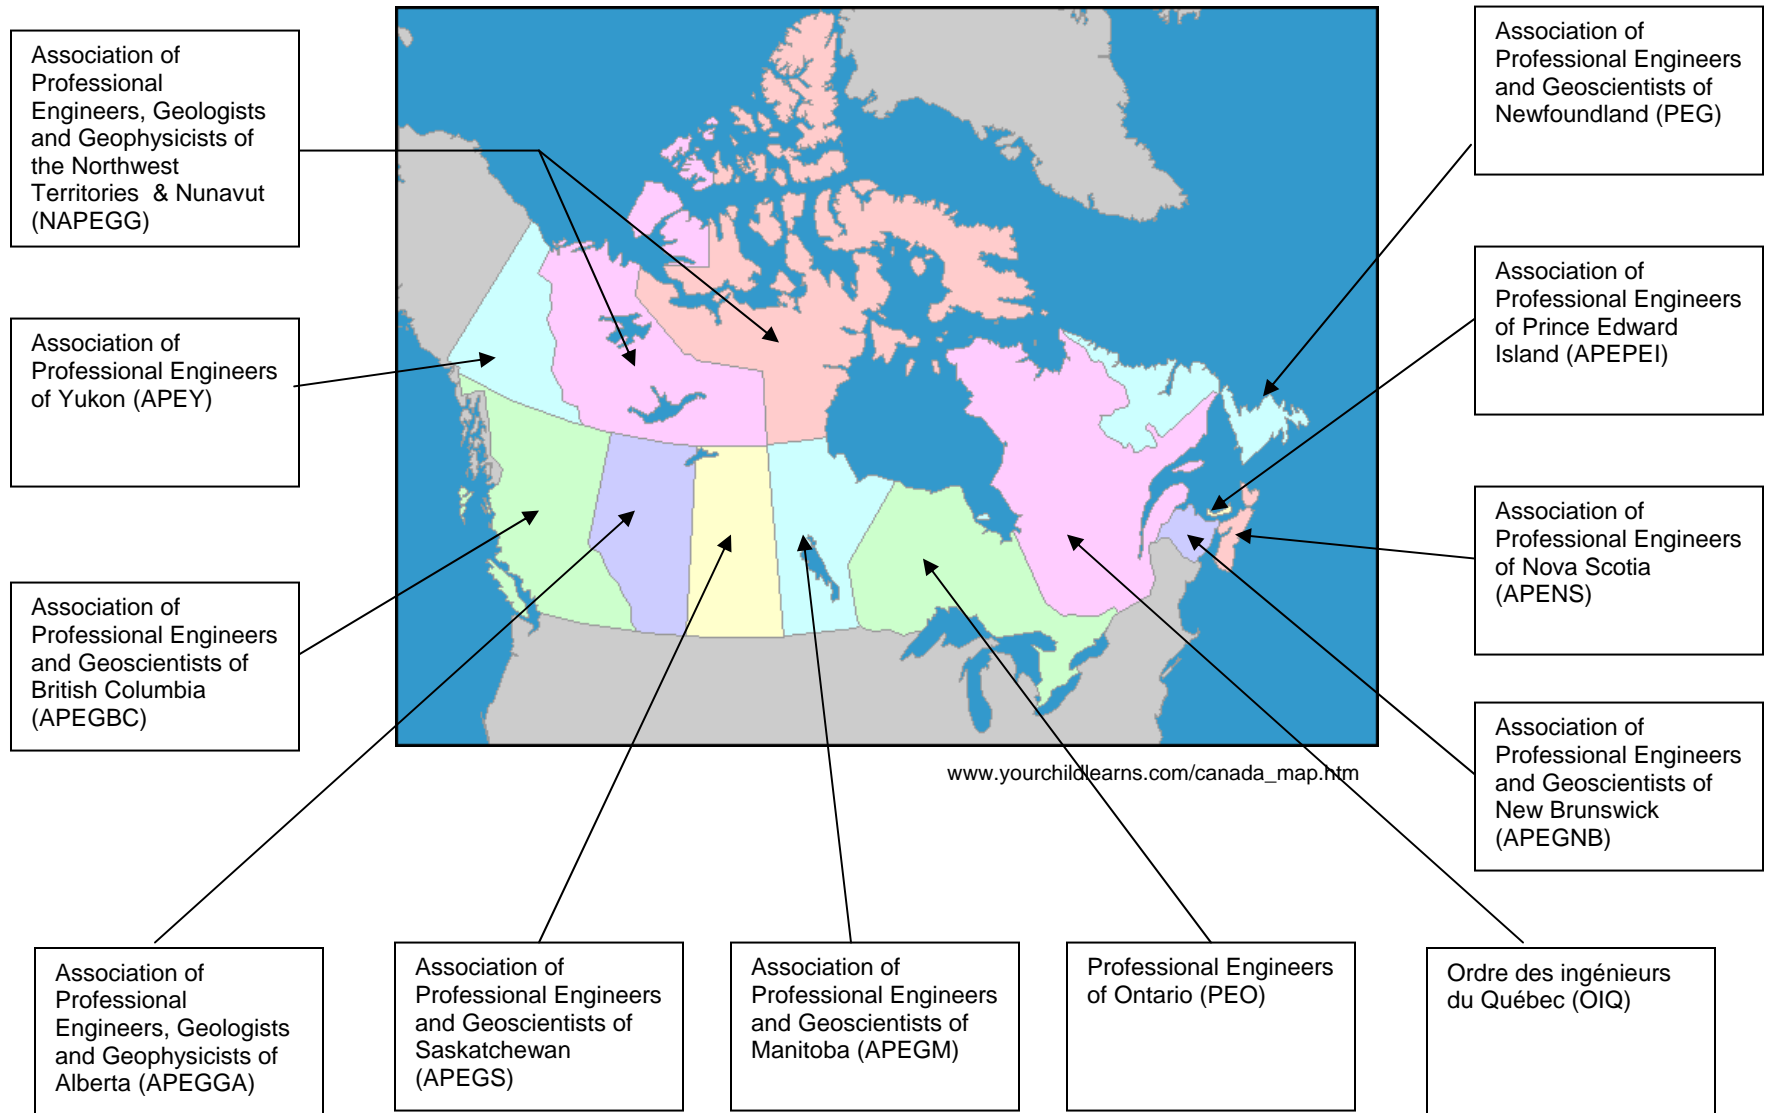 Association of
Professional
Engineers, Geologists
and Geophysicists of
the Northwest
Territories & Nunavut
(NAPEGG)
Association of
Professional Engineers
of Yukon (APEY)
Association of
Professional Engineers
and Geoscientists of
British Columbia
(APEGBC)
Association of
Professional Engineers
and Geoscientists of
Newfoundland (PEG)
Association of
Professional Engineers
of Prince Edward
Island (APEPEI)
Association of
Professional Engineers
of Nova Scotia
(APENS)
Association of
Professional Engineers
and Geoscientists of
New Brunswick
(APEGNB)
www.yourchildlearns.com/canada_map.htm
Association of
Professional
Engineers, Geologists
and Geophysicists of
Alberta (APEGGA)
Association of
Professional Engineers
and Geoscientists of
Saskatchewan
(APEGS)
Association of
Professional Engineers
and Geoscientists of
Manitoba (APEGM)
Professional Engineers
of Ontario (PEO)
Ordre des ingénieurs
du Québec (OIQ)